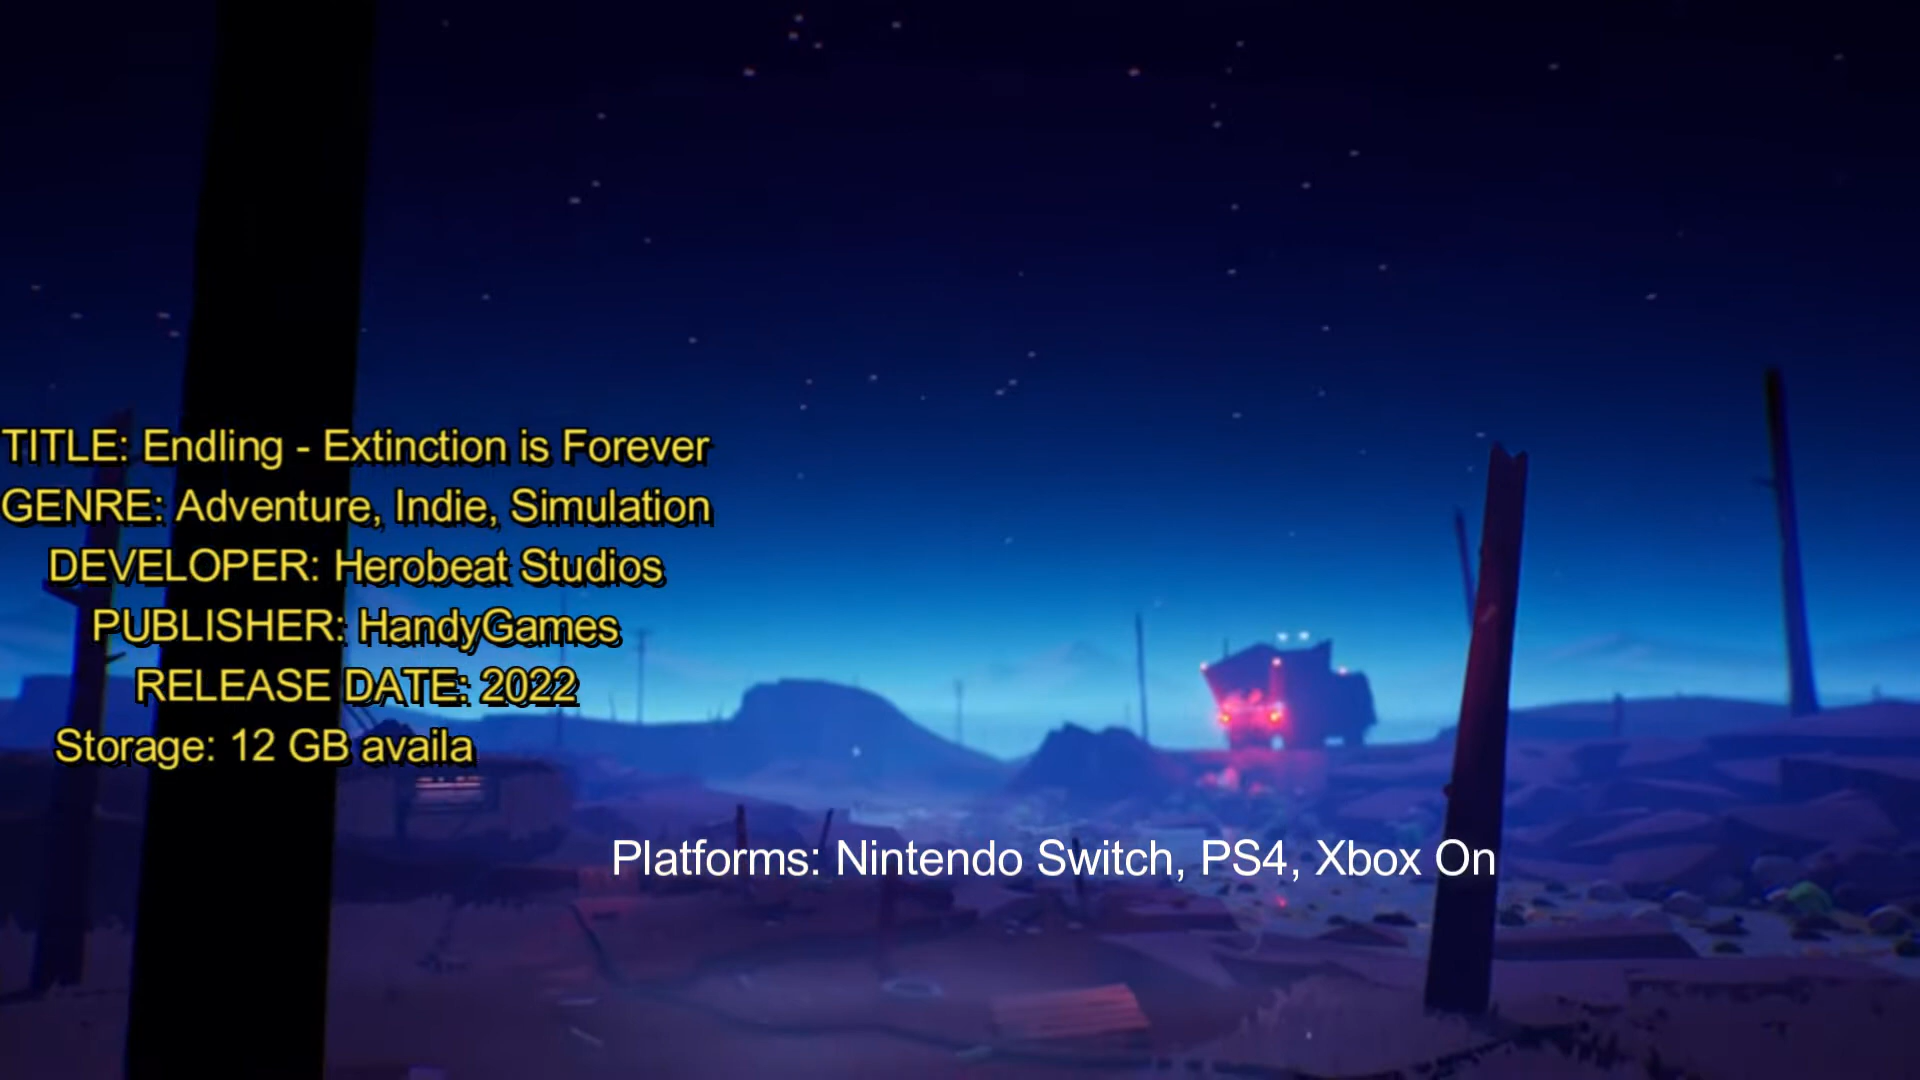 TITLE: Endling - Extinction is Forever
GENRE: Adventure, Indie, Simulation
DEVELOPER: Herobeat Studios
PUBLISHER: HandyGames
RELEASE DATE: 2022
Storage: 12 GB availa
Platforms: Nintendo Switch, PS4, Xbox On